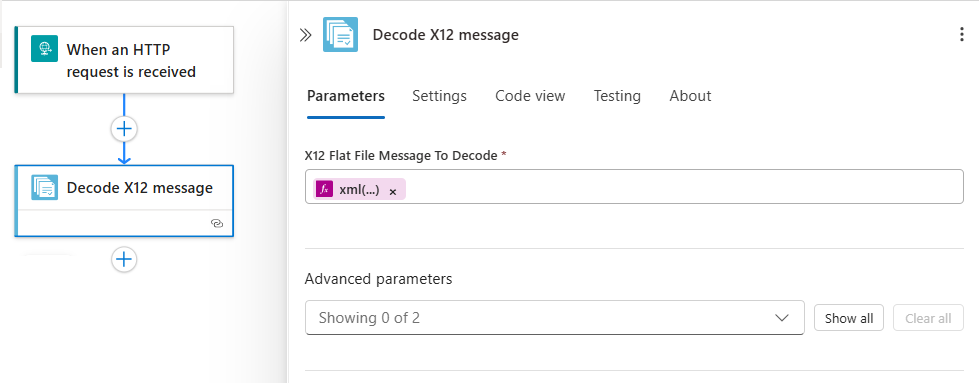 When an HTTP
request is received
Decode X12 message
Decode X12 message
Parameters Settings Code view Testing About
X12 Flat File Message To Decode *
fx xml(...) ×
Advanced parameters
Showing 0 of 2
Show all
Clear all